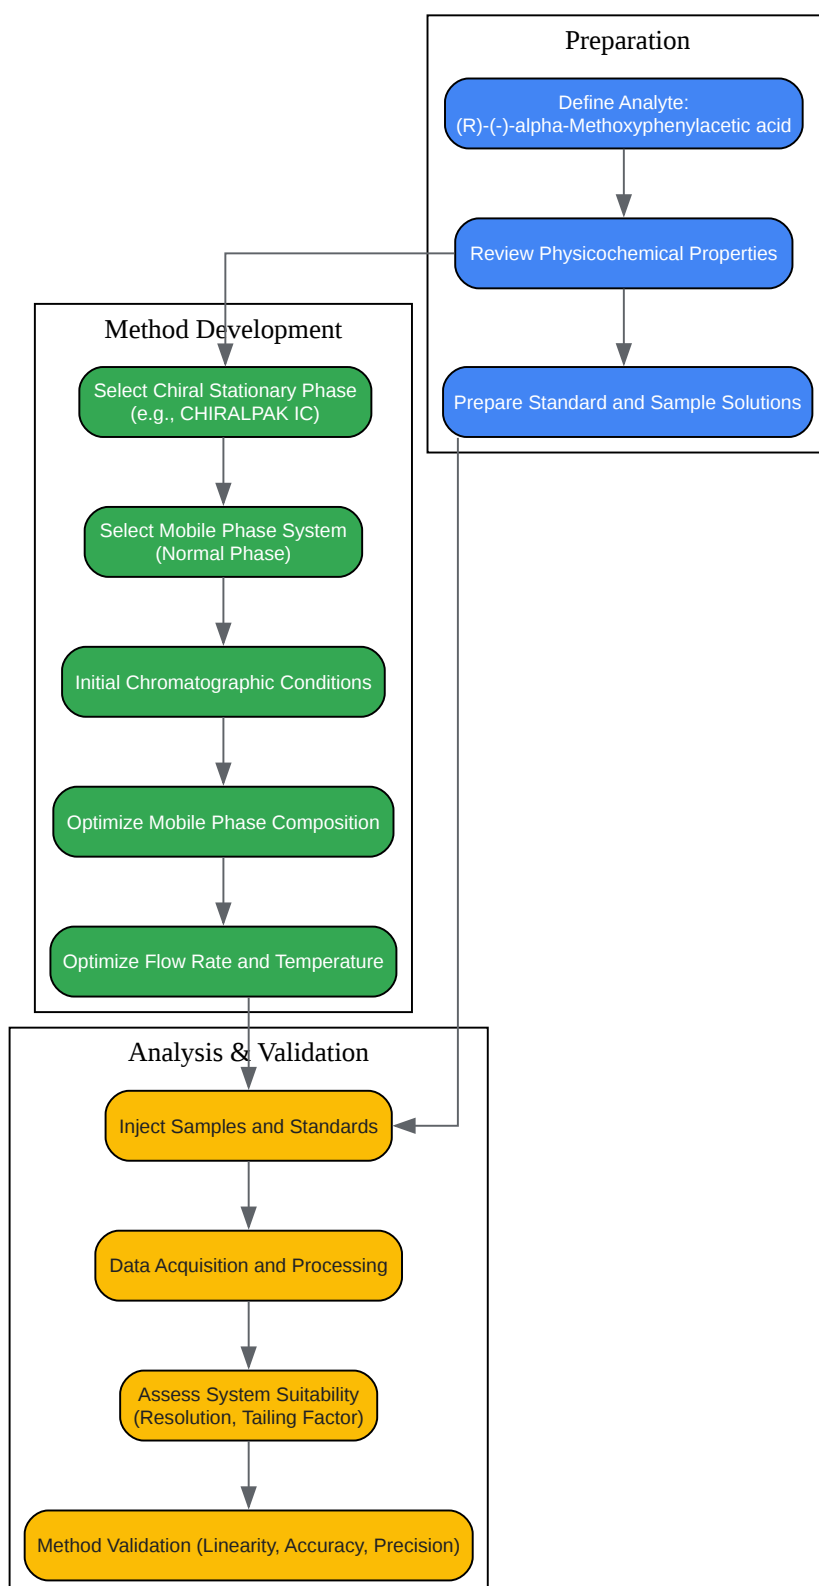 Preparation
Define Analyte:
(R)-(-)-alpha-Methoxyphenylacetic acid
Review Physicochemical Properties
Prepare Standard and Sample Solutions
Method Development
Select Chiral Stationary Phase
(e.g., CHIRALPAK IC)
Select Mobile Phase System
(Normal Phase)
Initial Chromatographic Conditions
Optimize Mobile Phase Composition
Optimize Flow Rate and Temperature
Analysis & Validation
Inject Samples and Standards
Data Acquisition and Processing
Assess System Suitability
(Resolution, Tailing Factor)
Method Validation (Linearity, Accuracy, Precision)